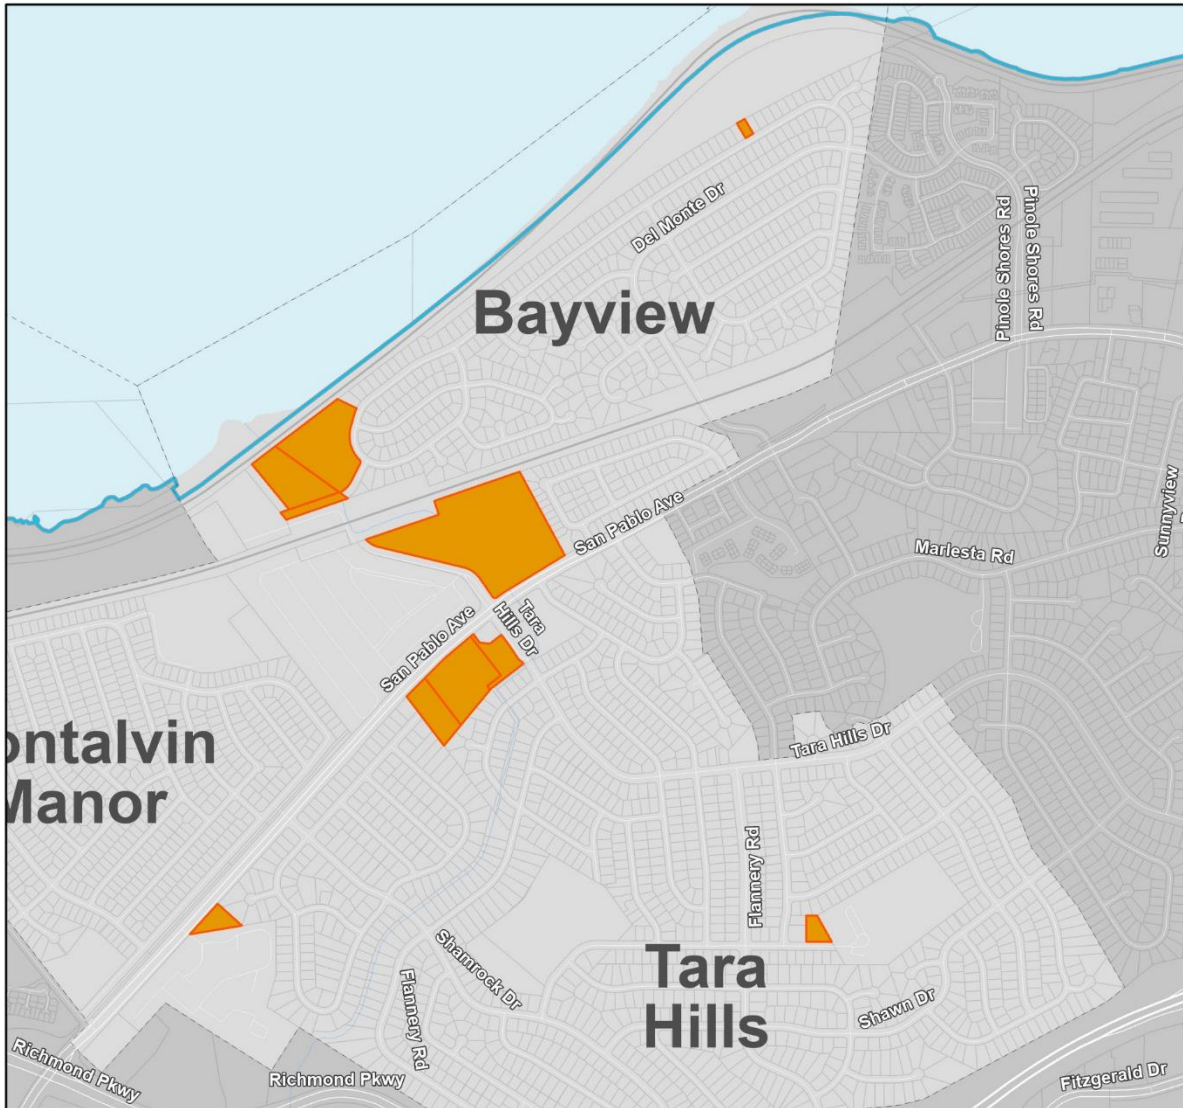 Del Monte Dr
Pinole Shores Rd
Pinole Shores Rd
Bayview
San Pablo Ave
Marlesta Rd
Sunnyview
Tara
Hills Dr
San Pablo Ave
ontalvin
Manor
Tara Hills Dr
Flannery Rd
Tara
Hills
Shamrock Dr
Flannery Rd
Shawn Dr
Richmond Pkwy
Richmond Pkwy
Fitzgerald Dr